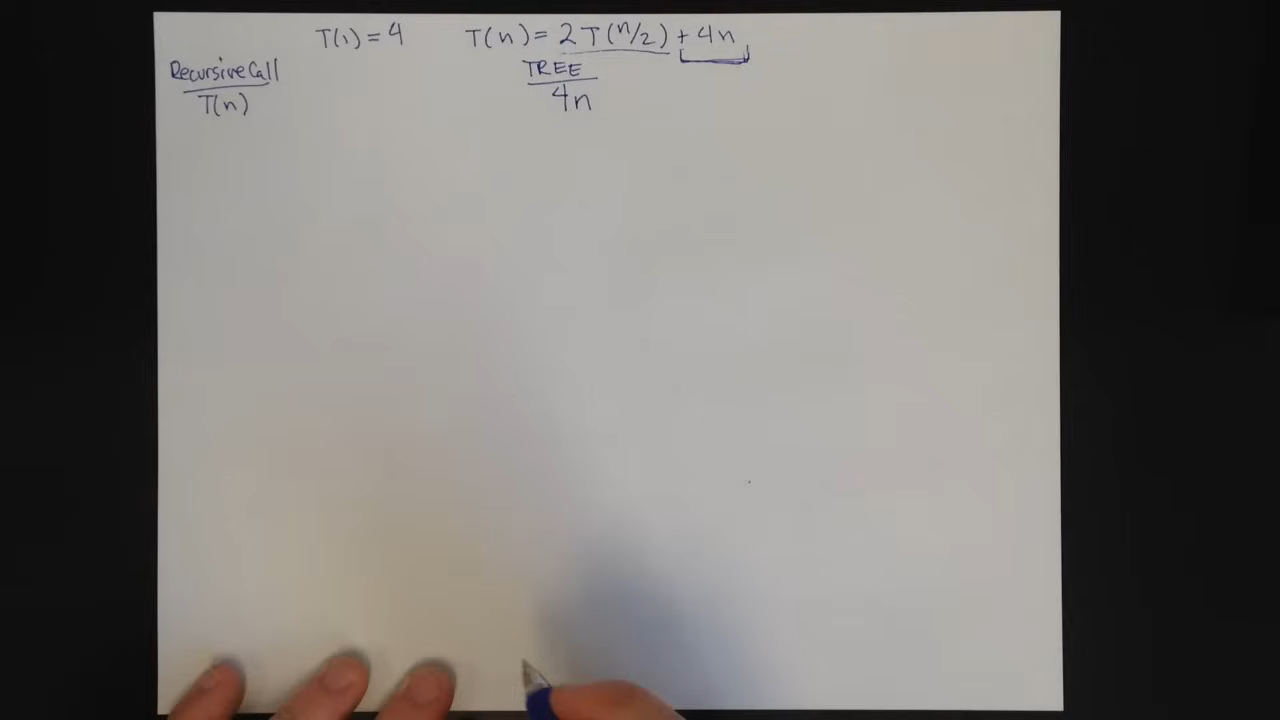 T(1) = 4 T(n) = 2T(n/2) + 4n
Recursive Call TREE
T(n) 4n